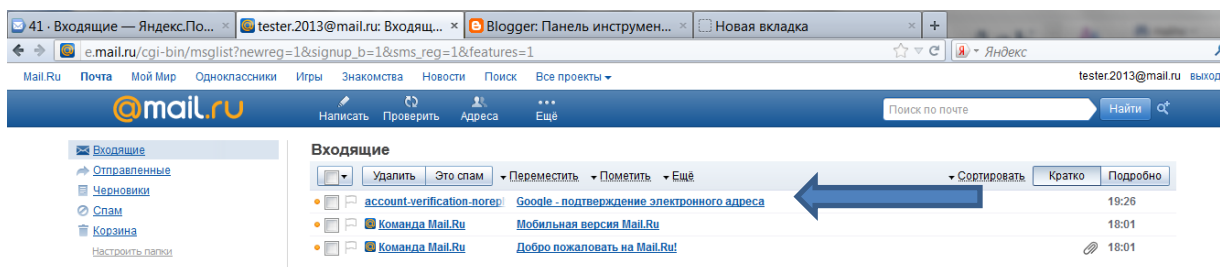 41 · Входящие — Яндекс.По... × tester.2013@mail.ru: Входящ... × Blogger: Панель инструмен... × Новая вкладка × +
e.mail.ru/cgi-bin/msglist?newreg=1&signup_b=1&sms_reg=1&features=1 Яндекс
Mail.Ru Почта Мой Мир Одноклассники Игры Знакомства Новости Поиск Все проекты tester.2013@mail.ru выход
@mail.ru Написать Проверить Адреса Ещё Поиск по почте Найти
Входящие
Отправленные
Черновики
Спам
Корзина
Настроить папки
Входящие
Удалить Это спам Переместить Пометить Ещё Сортировать Кратко Подробно
account-verification-norepl Google - подтверждение электронного адреса 19:26
Команда Mail.Ru Мобильная версия Mail.Ru 18:01
Команда Mail.Ru Добро пожаловать на Mail.Ru! 18:01